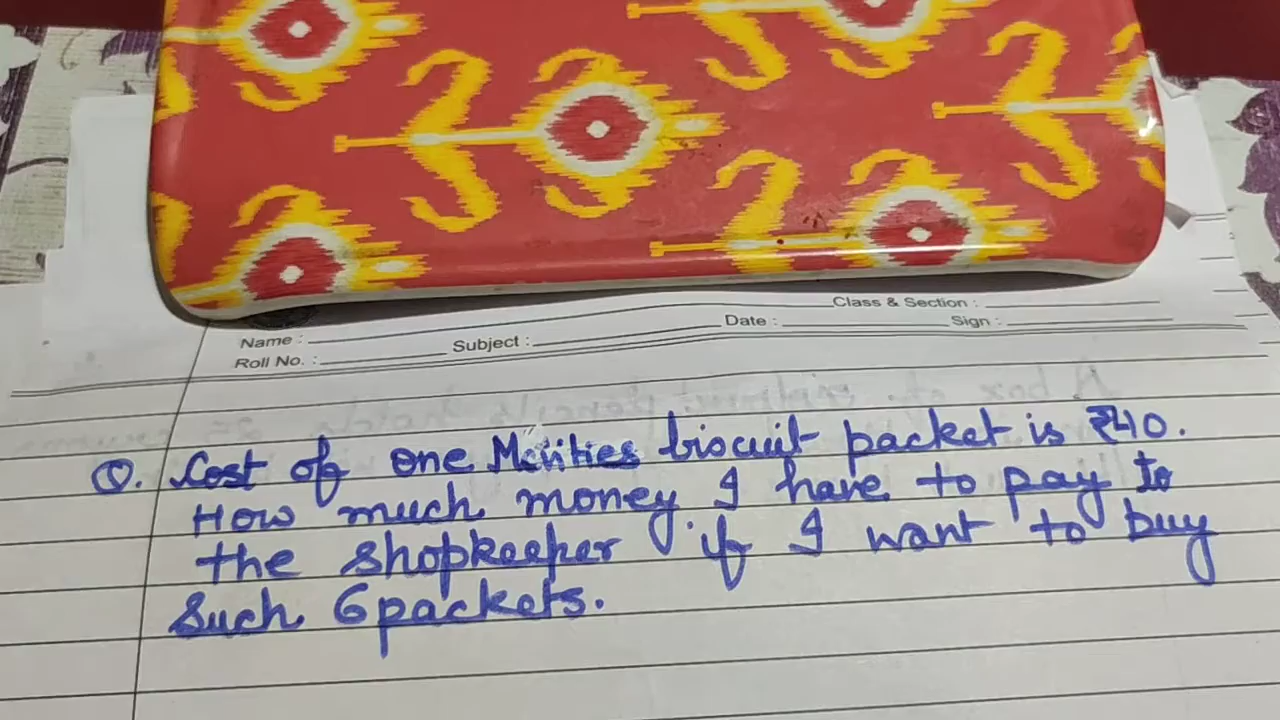 Class & Section :
Date : Sign :
Name :
Roll No. : Subject :
Q. Cost of one Marities biscuit packet is ₹40.
How much money I have to pay to
the shopkeeper if I want to buy
such 6 packets.